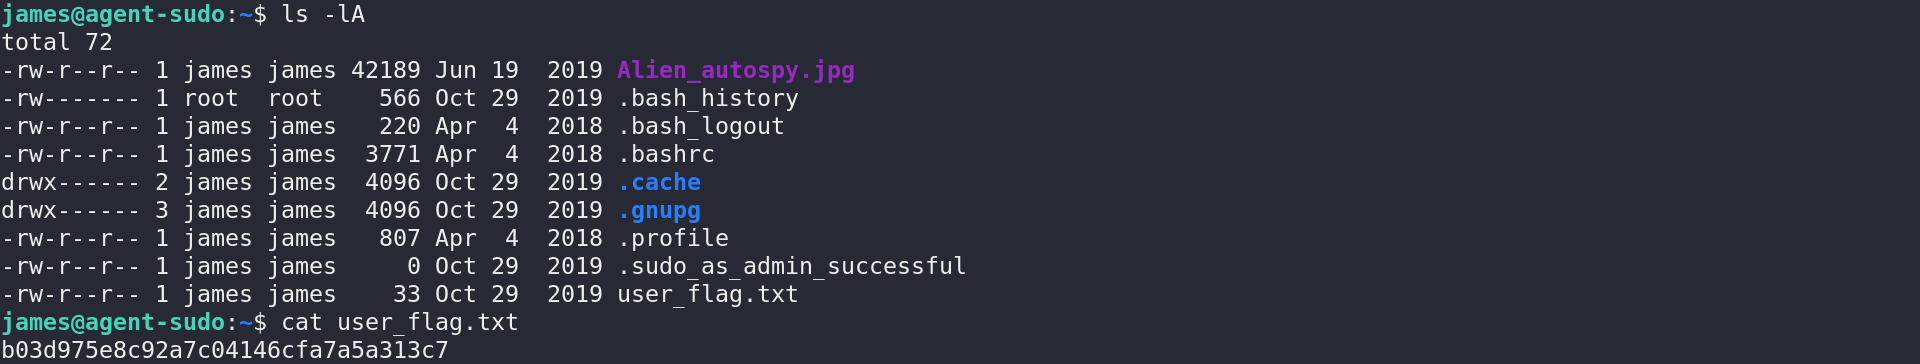 james@agent-sudo:~$ ls -lA
total 72
-rw-r--r-- 1 james james 42189 Jun 19  2019 Alien_autospy.jpg
-rw------- 1 root  root    566 Oct 29  2019 .bash_history
-rw-r--r-- 1 james james   220 Apr  4  2018 .bash_logout
-rw-r--r-- 1 james james  3771 Apr  4  2018 .bashrc
drwx------ 2 james james  4096 Oct 29  2019 .cache
drwx------ 3 james james  4096 Oct 29  2019 .gnupg
-rw-r--r-- 1 james james   807 Apr  4  2018 .profile
-rw-r--r-- 1 james james     0 Oct 29  2019 .sudo_as_admin_successful
-rw-r--r-- 1 james james    33 Oct 29  2019 user_flag.txt
james@agent-sudo:~$ cat user_flag.txt
b03d975e8c92a7c04146cfa7a5a313c7